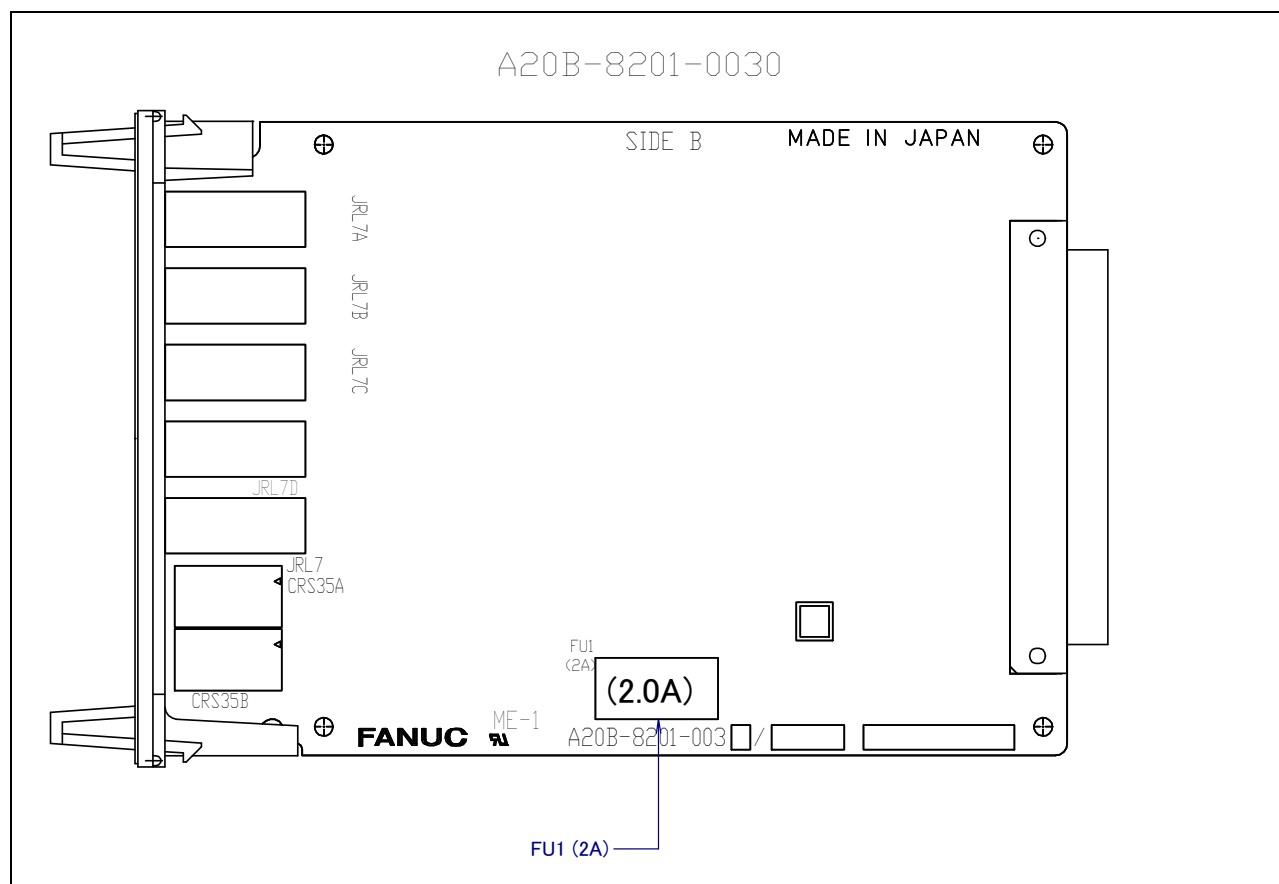 A20B-8201-0030
SIDE B
MADE IN JAPAN
JRL7A
JRL7B
JRL7C
JRL7D
JRL7
CRS35A
CRS35B
FU1
(2A)
(2.0A)
FANUC
ME-1
A20B-8201-003 /
FU1 (2A)